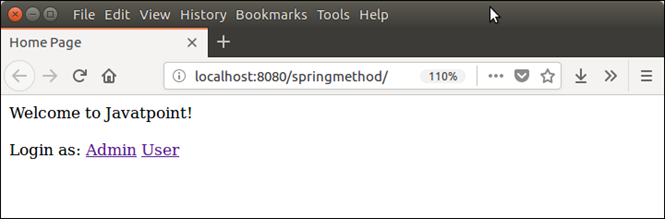 File Edit View History Bookmarks Tools Help
Home Page
localhost:8080/springmethod/ 110%
Welcome to Javatpoint!
Login as: Admin User